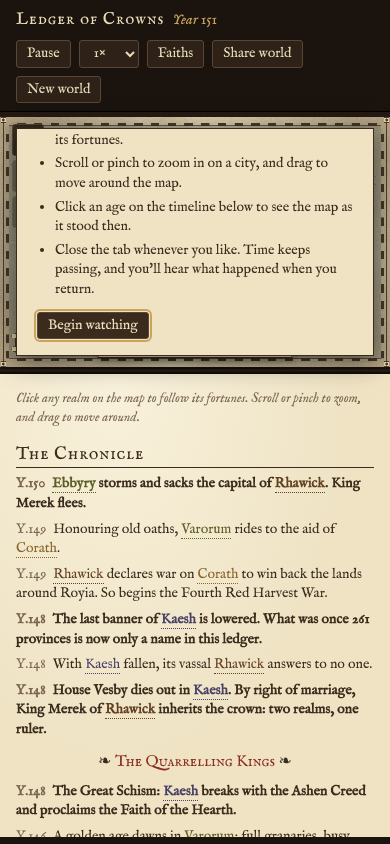 Ledger of Crowns Year 151
Pause 1× Faiths Share world
New world
its fortunes.
• Scroll or pinch to zoom in on a city, and drag to
move around the map.
• Click an age on the timeline below to see the map as
it stood then.
• Close the tab whenever you like. Time keeps
passing, and you'll hear what happened when you
return.
Begin watching
Click any realm on the map to follow its fortunes. Scroll or pinch to zoom,
and drag to move around.
The Chronicle
Y.150 Ebbyry storms and sacks the capital of Rhawick. King
Merek flees.
Y.149 Honouring old oaths, Varorum rides to the aid of
Corath.
Y.149 Rhawick declares war on Corath to win back the lands
around Royia. So begins the Fourth Red Harvest War.
Y.148 The last banner of Kaesh is lowered. What was once 261
provinces is now only a name in this ledger.
Y.148 With Kaesh fallen, its vassal Rhawick answers to no one.
Y.148 House Vesby dies out in Kaesh. By right of marriage,
King Merek of Rhawick inherits the crown: two realms, one
ruler.
❧ The Quarrelling Kings ❧
Y.148 The Great Schism: Kaesh breaks with the Ashen Creed
and proclaims the Faith of the Hearth.
Y.146 A golden age dawns in Varorum: full granaries, busy